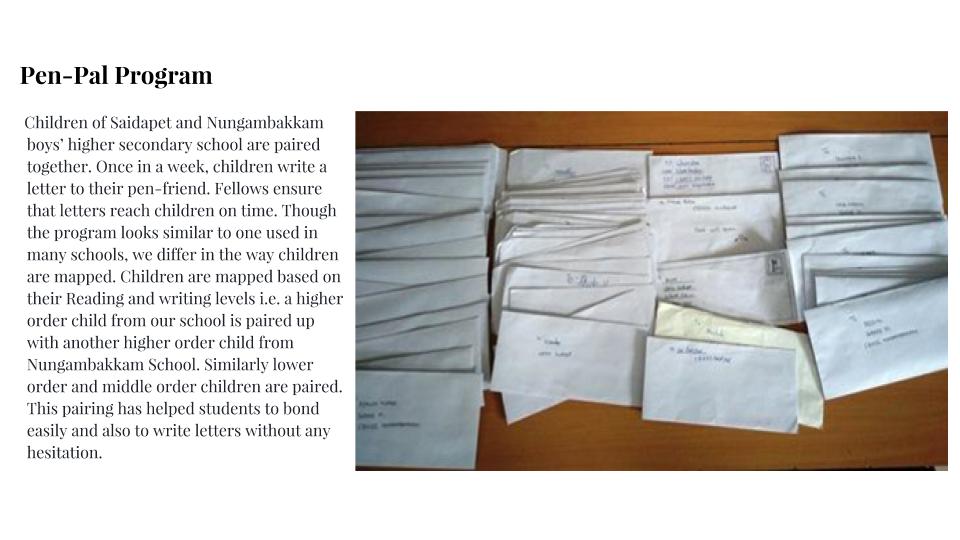 Pen-Pal Program
Children of Saidapet and Nungambakkam
boys’ higher secondary school are paired
together. Once in a week, children write a
letter to their pen-friend. Fellows ensure
that letters reach children on time. Though
the program looks similar to one used in
many schools, we differ in the way children
are mapped. Children are mapped based on
their Reading and writing levels i.e. a higher
order child from our school is paired up
with another higher order child from
Nungambakkam School. Similarly lower
order and middle order children are paired.
This pairing has helped students to bond
easily and also to write letters without any
hesitation.